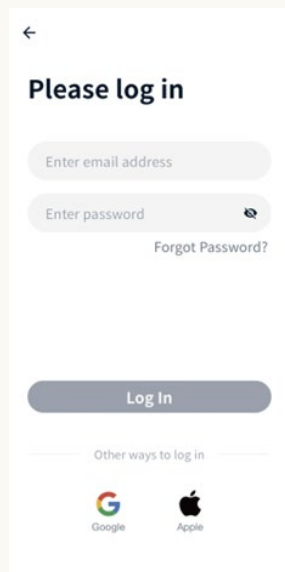 Please log in
Enter email address
Enter password
Forgot Password?
Log In
Other ways to log in
Google Apple